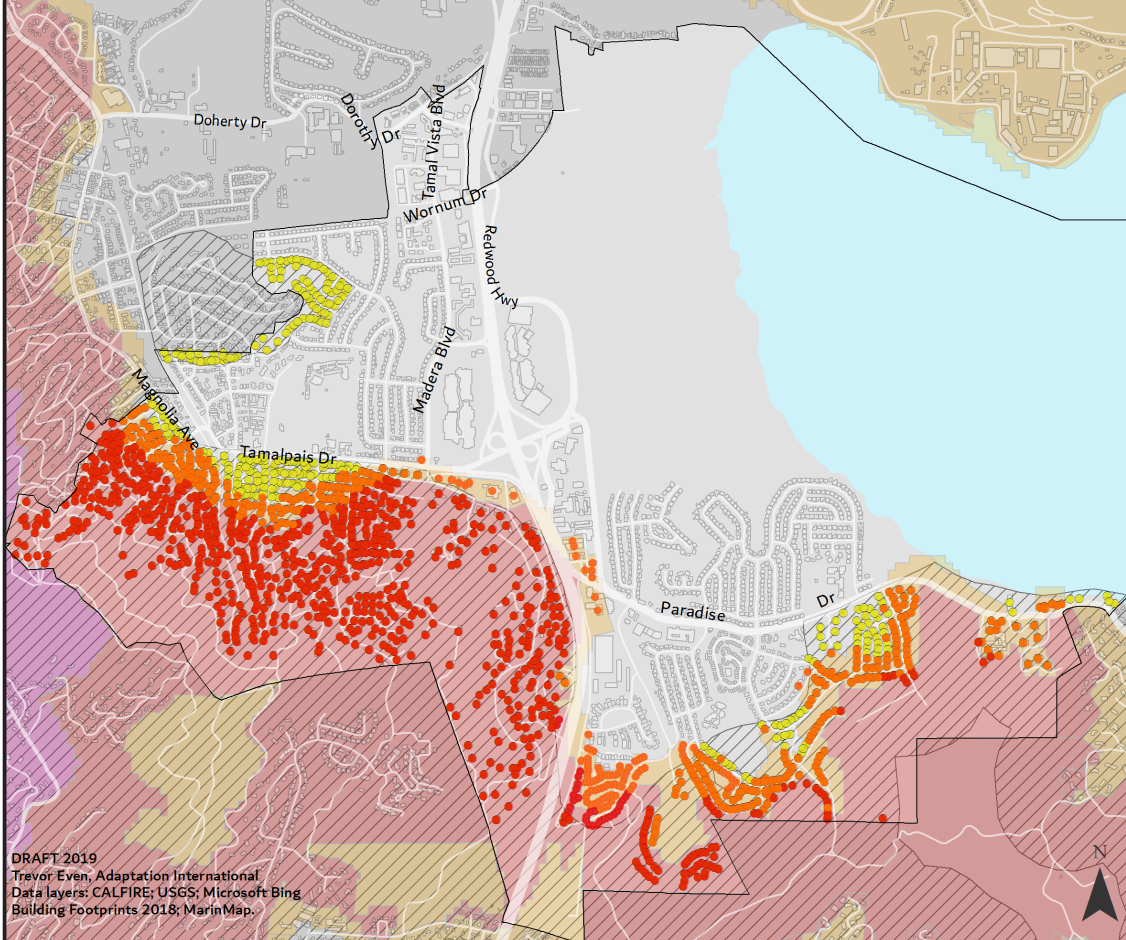 Doherty Dr
Dorothy Dr
Tamal Vista Blvd
Wornum Dr
Redwood Hwy
Madera Blvd
Magnolia Ave
Tamalpais Dr
Paradise Dr
DRAFT 2019
Trevor Even, Adaptation International
Data layers: CALFIRE; USGS; Microsoft Bing
Building Footprints 2018; MarinMap.
N